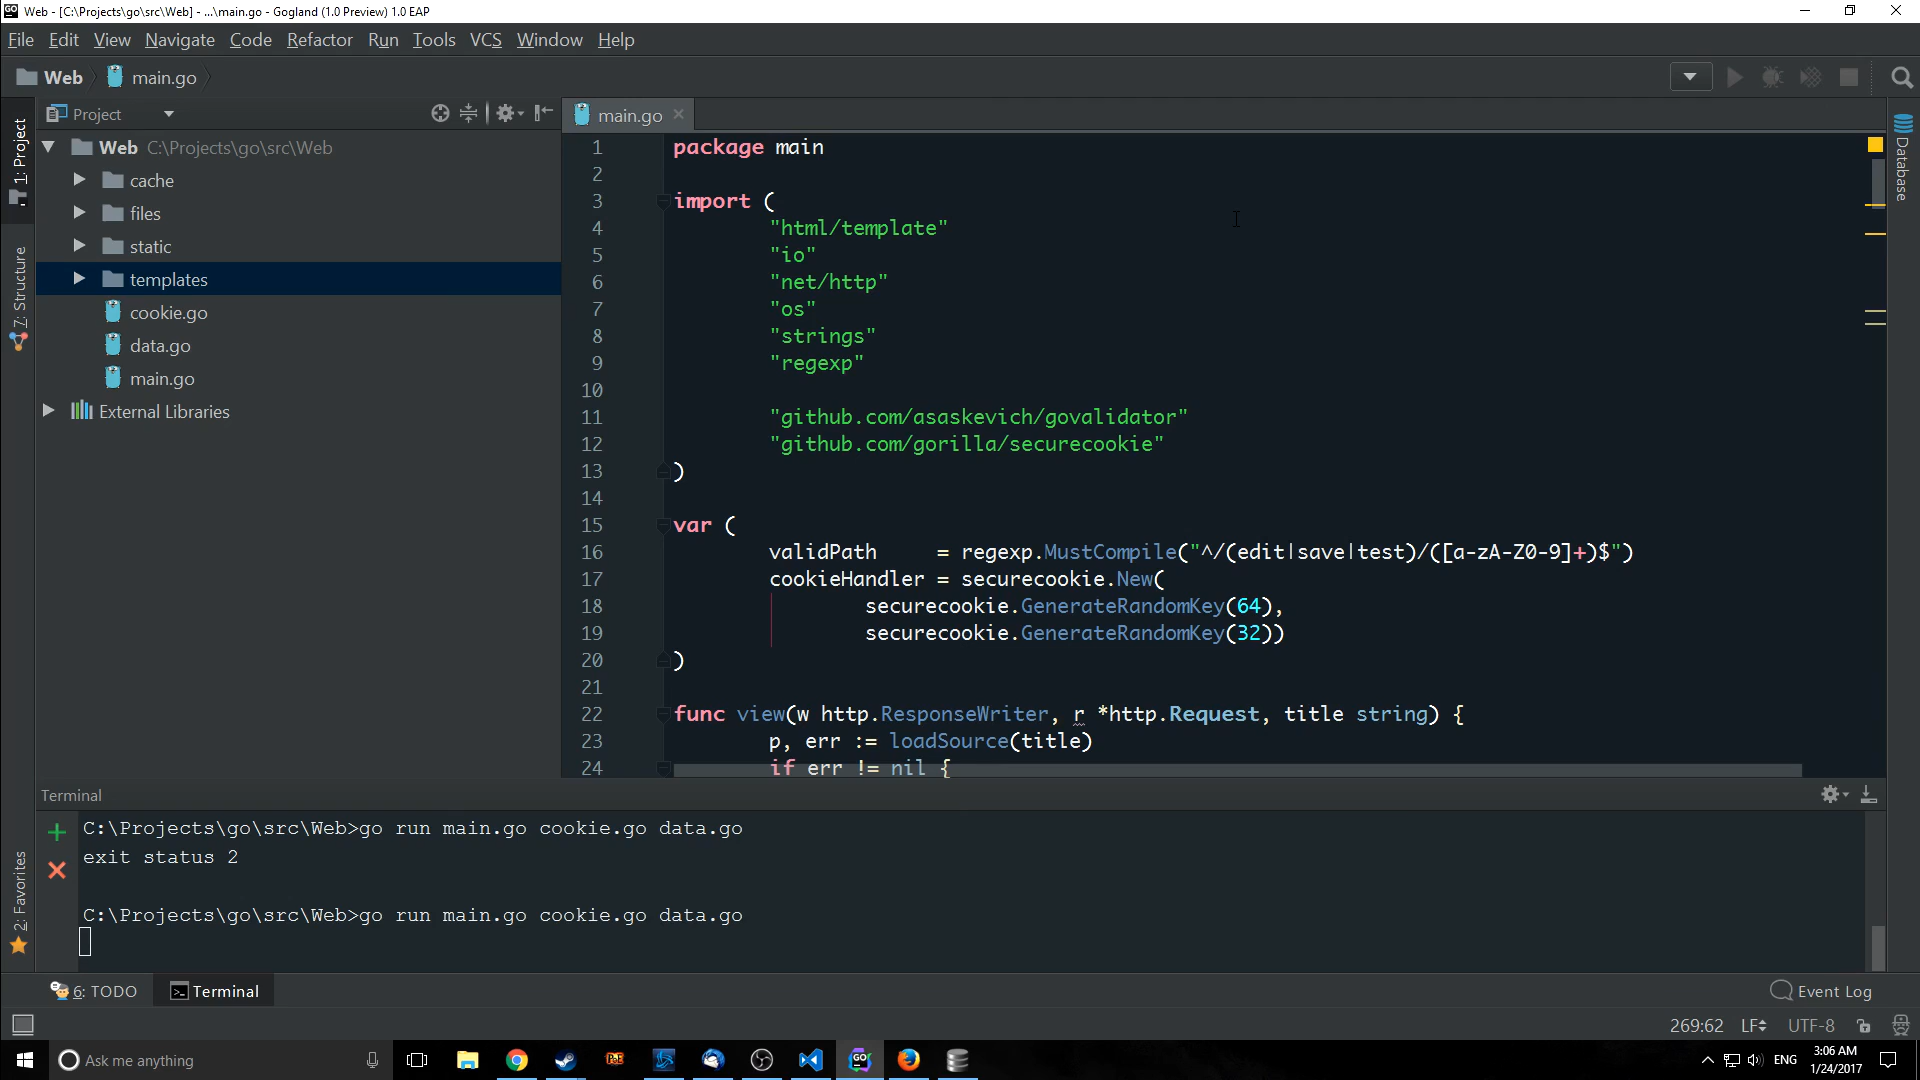 Web - [C:\Projects\go\src\Web] - ...\main.go - Gogland (1.0 Preview) 1.0 EAP
File Edit View Navigate Code Refactor Run Tools VCS Window Help
Web main.go
Project
main.go
1: Project
Z: Structure
2: Favorites
Database
Web C:\Projects\go\src\Web
cache
files
static
templates
cookie.go
data.go
main.go
External Libraries
1 package main
2
3 import (
4 "html/template"
5 "io"
6 "net/http"
7 "os"
8 "strings"
9 "regexp"
10
11 "github.com/asaskevich/govalidator"
12 "github.com/gorilla/securecookie"
13 )
14
15 var (
16 validPath = regexp.MustCompile("^/(edit|save|test)/([a-zA-Z0-9]+)$")
17 cookieHandler = securecookie.New(
18 securecookie.GenerateRandomKey(64),
19 securecookie.GenerateRandomKey(32))
20 )
21
22 func view(w http.ResponseWriter, r *http.Request, title string) {
23 p, err := loadSource(title)
24 if err != nil {
Terminal
C:\Projects\go\src\Web>go run main.go cookie.go data.go
exit status 2
C:\Projects\go\src\Web>go run main.go cookie.go data.go
6: TODO Terminal Event Log
269:62 LF UTF-8
Ask me anything
ENG
3:06 AM
1/24/2017